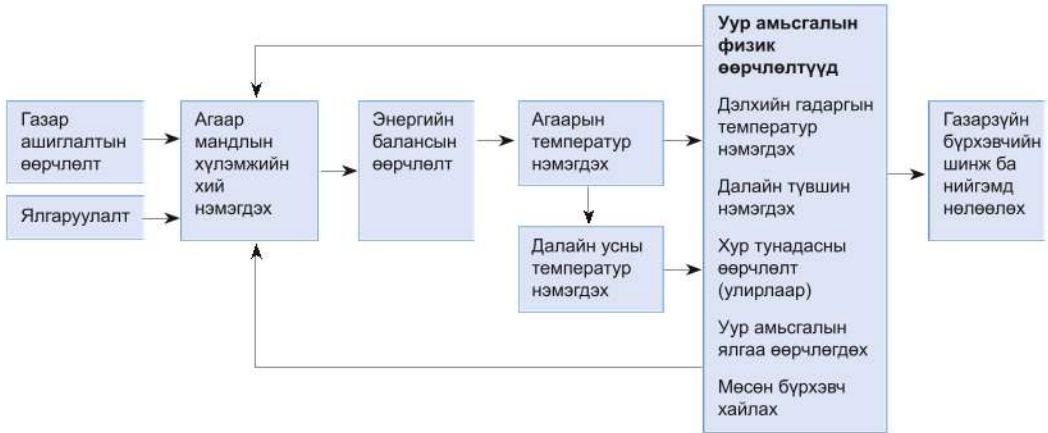 Газар
ашиглалтын
өөрчлөлт
Ялгаруулалт
Агаар
мандлын
хүлэмжийн
хий
нэмэгдэх
Энергийн
балансын
өөрчлөлт
Агаарын
температур
нэмэгдэх
Далайн усны
температур
нэмэгдэх
Уур амьсгалын
физик
өөрчлөлтүүд
Дэлхийн гадаргын
температур
нэмэгдэх
Далайн түвшин
нэмэгдэх
Хур тунадасны
өөрчлөлт
(улирлаар)
Уур амьсгалын
ялгаа өөрчлөгдөх
Мөсөн бүрхэвч
хайлах
Газарзүйн
бүрхэвчийн
шинж ба
нийгэмд
нөлөөлөх